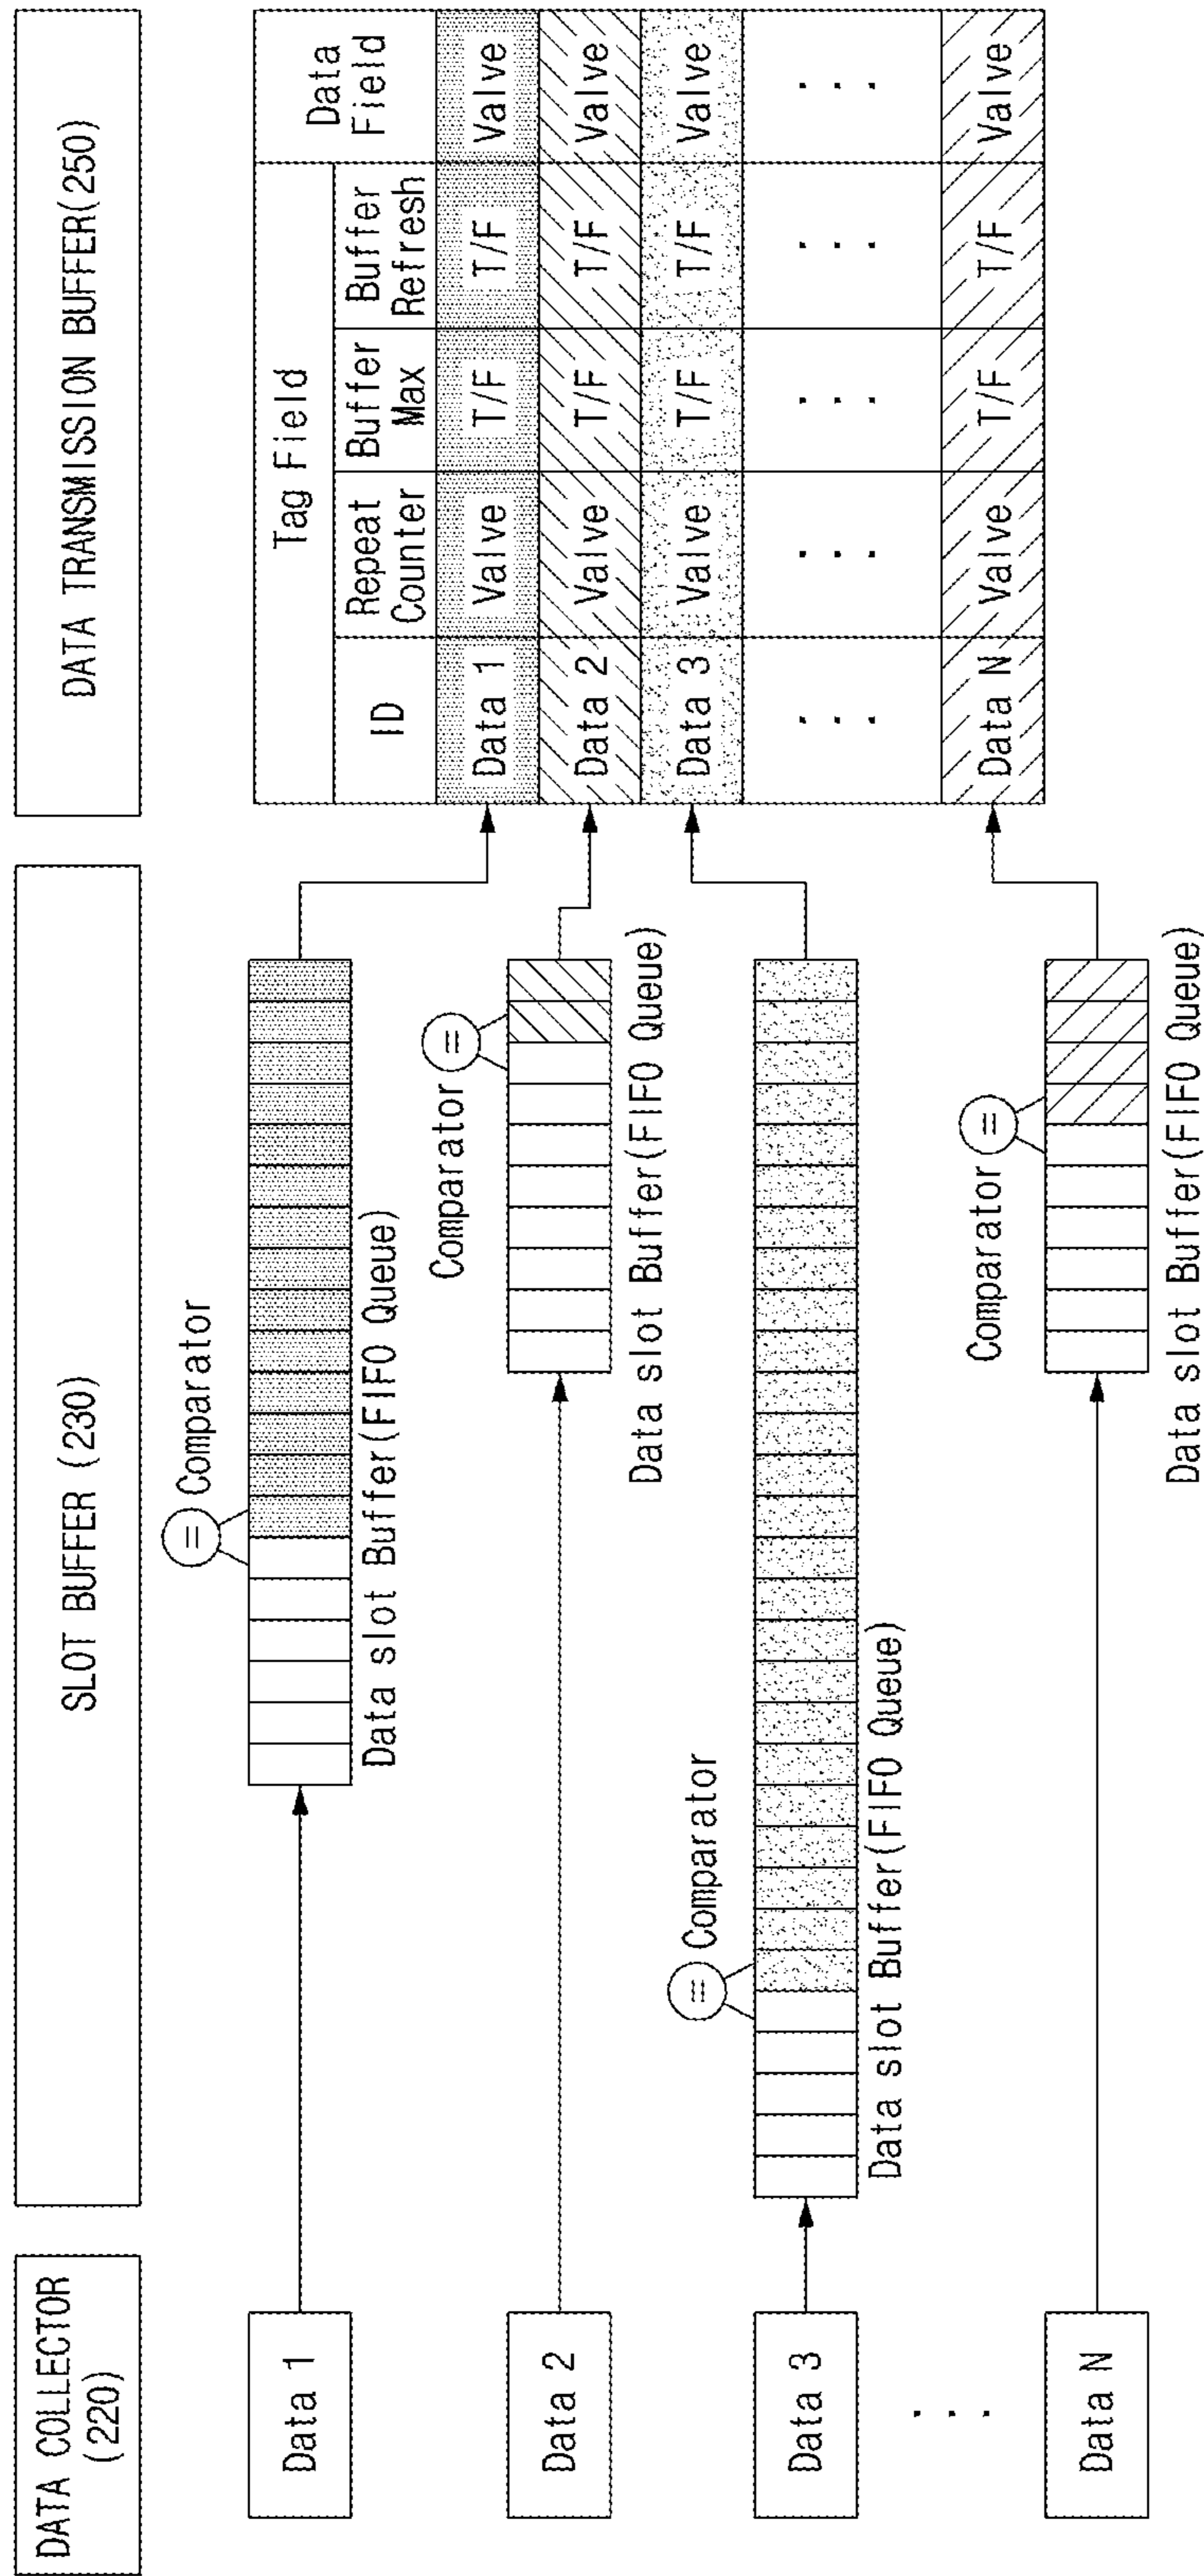 DATA COLLECTOR
(220)
SLOT BUFFER (230)
DATA TRANSMISSION BUFFER(250)
Data 1
= Comparator
Data slot Buffer(FIFO Queue)
Data 2
Comparator =
Data slot Buffer(FIFO Queue)
Data 3
= Comparator
Data slot Buffer(FIFO Queue)
. . .
Data N
Comparator =
Data slot Buffer(FIFO Queue)
Tag Field
Data
Field
ID
Repeat
Counter
Buffer
Max
Buffer
Refresh
Data 1 Valve T/F T/F Valve
Data 2 Valve T/F T/F Valve
Data 3 Valve T/F T/F Valve
. . . . . . . . . . . . . . .
Data N Valve T/F T/F Valve